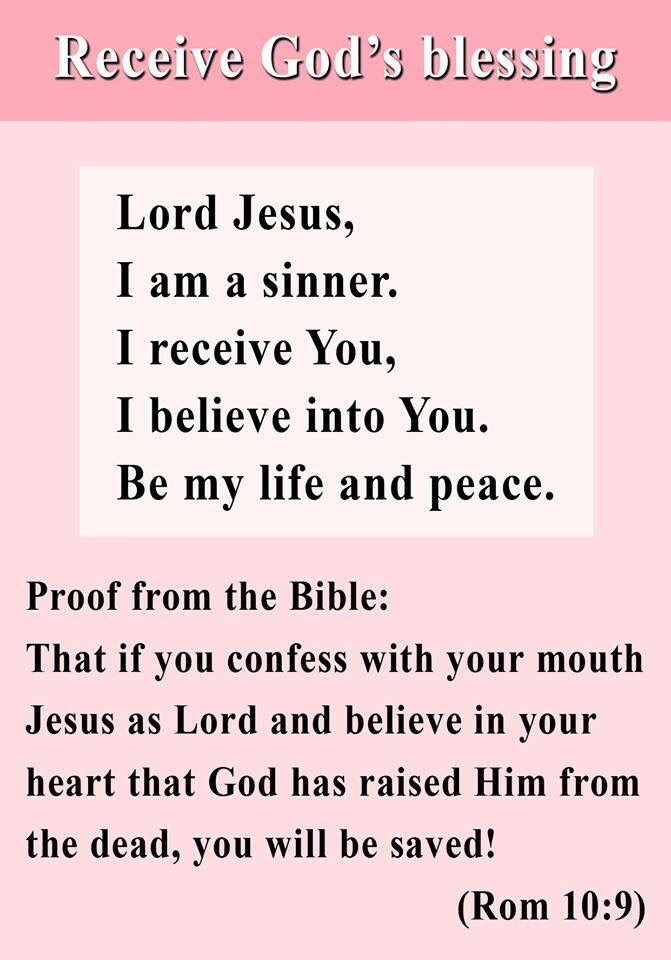 Receive God’s blessing
Lord Jesus,
I am a sinner.
I receive You,
I believe into You.
Be my life and peace.
Proof from the Bible:
That if you confess with your mouth
Jesus as Lord and believe in your
heart that God has raised Him from
the dead, you will be saved!
(Rom 10:9)